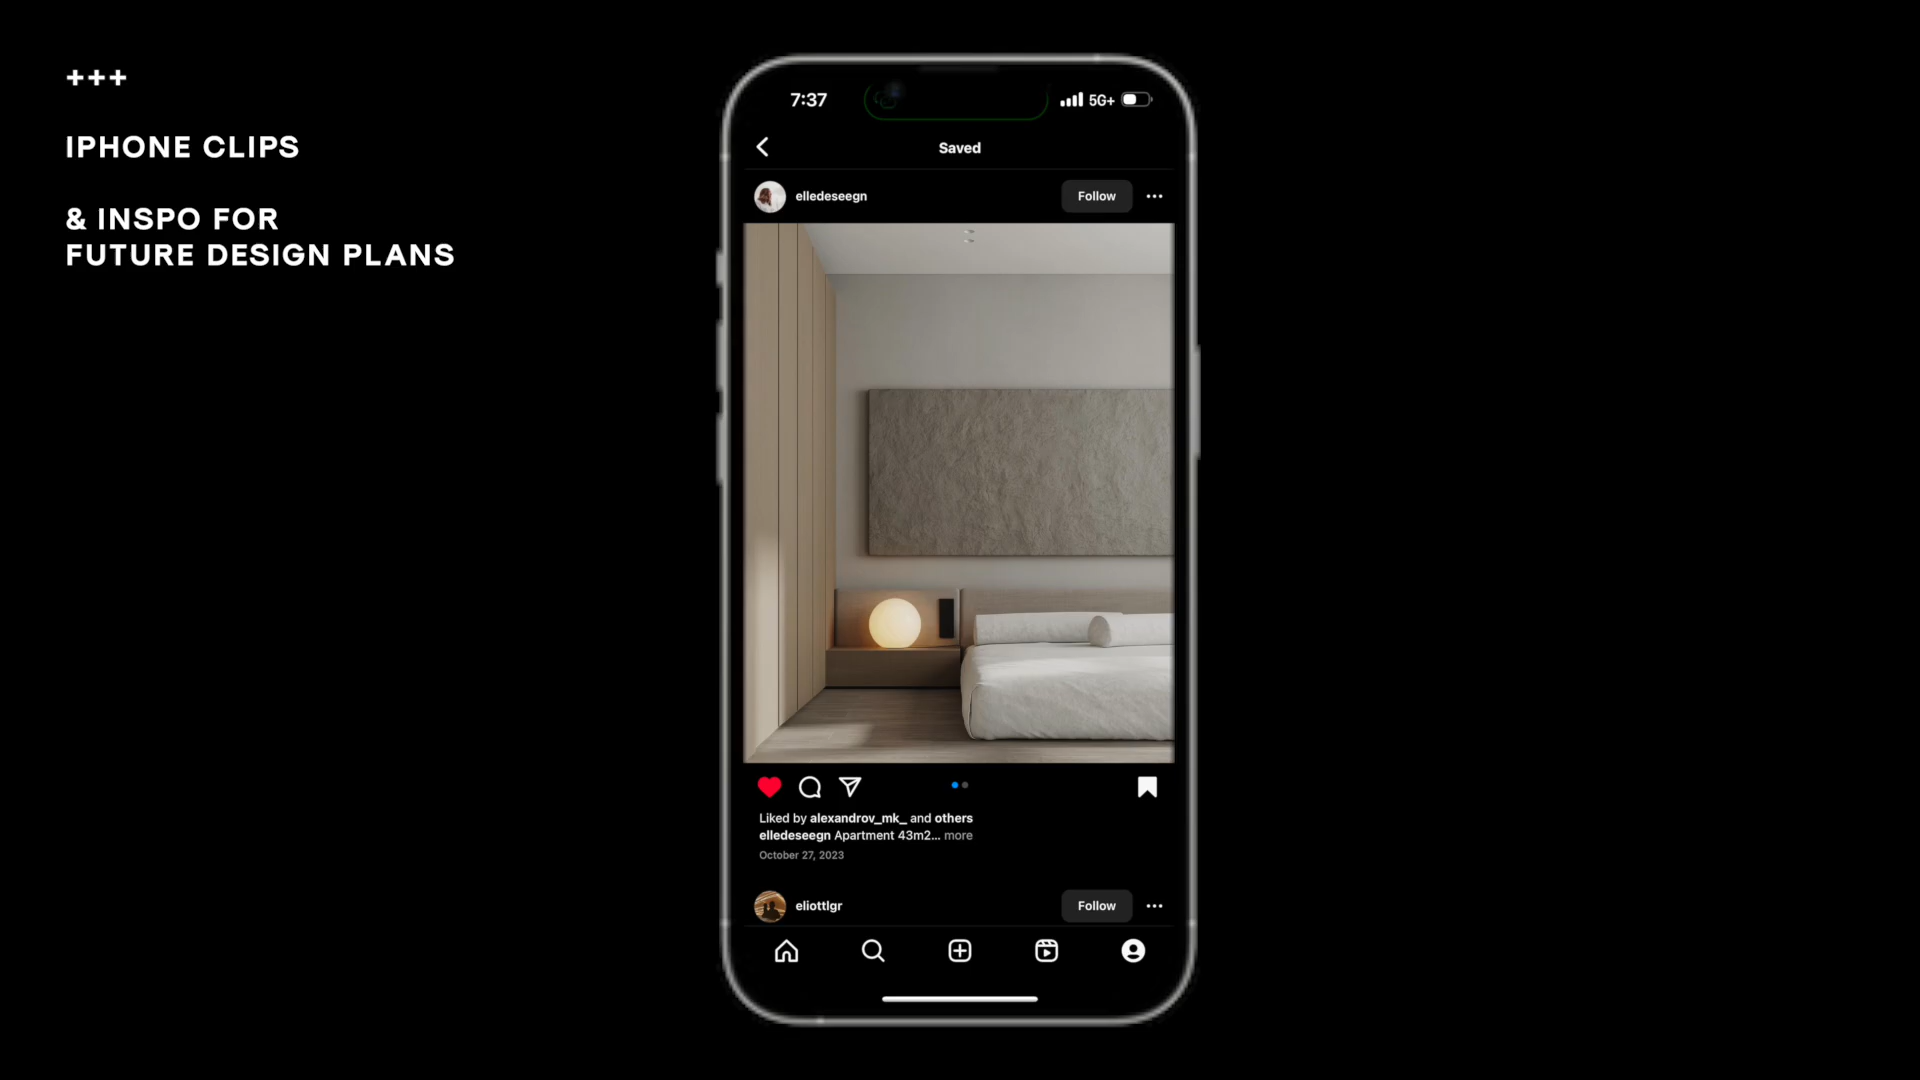 +++
IPHONE CLIPS
& INSPO FOR
FUTURE DESIGN PLANS
7:37
5G+
Saved
elledeseegn
Follow
Liked by alexandrov_mk_ and others
elledeseegn Apartment 43m2... more
October 27, 2023
eliottlgr
Follow